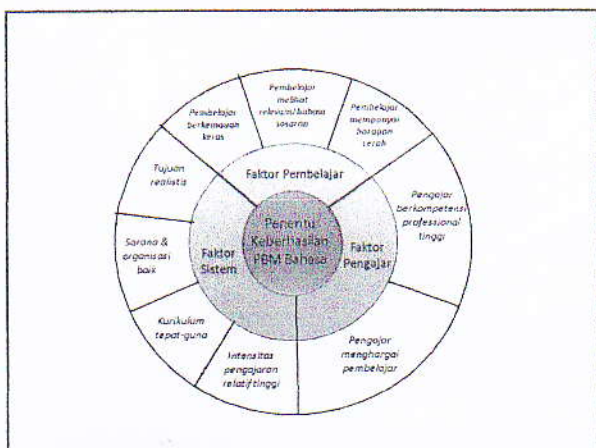 Pembelajar
berkemauan
keras
Pembelajar
melihat
relevansi bahasa
sasaran
Pembelajar
mempunyai
harapan
cerah
Tujuan
realistis
Faktor Pembelajar
Pengajar
berkompetensi
professional
tinggi
Sarana &
organisasi
baik
Faktor
Sistem
Penentu
Keberhasilan
PBM Bahasa
Faktor
Pengajar
Kurikulum
tepat-guna
Intensitas
pengajaran
relatif tinggi
Pengajar
menghargai
pembelajar